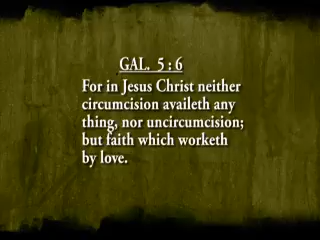 GAL. 5 : 6
For in Jesus Christ neither
circumcision availeth any
thing, nor uncircumcision;
but faith which worketh
by love.